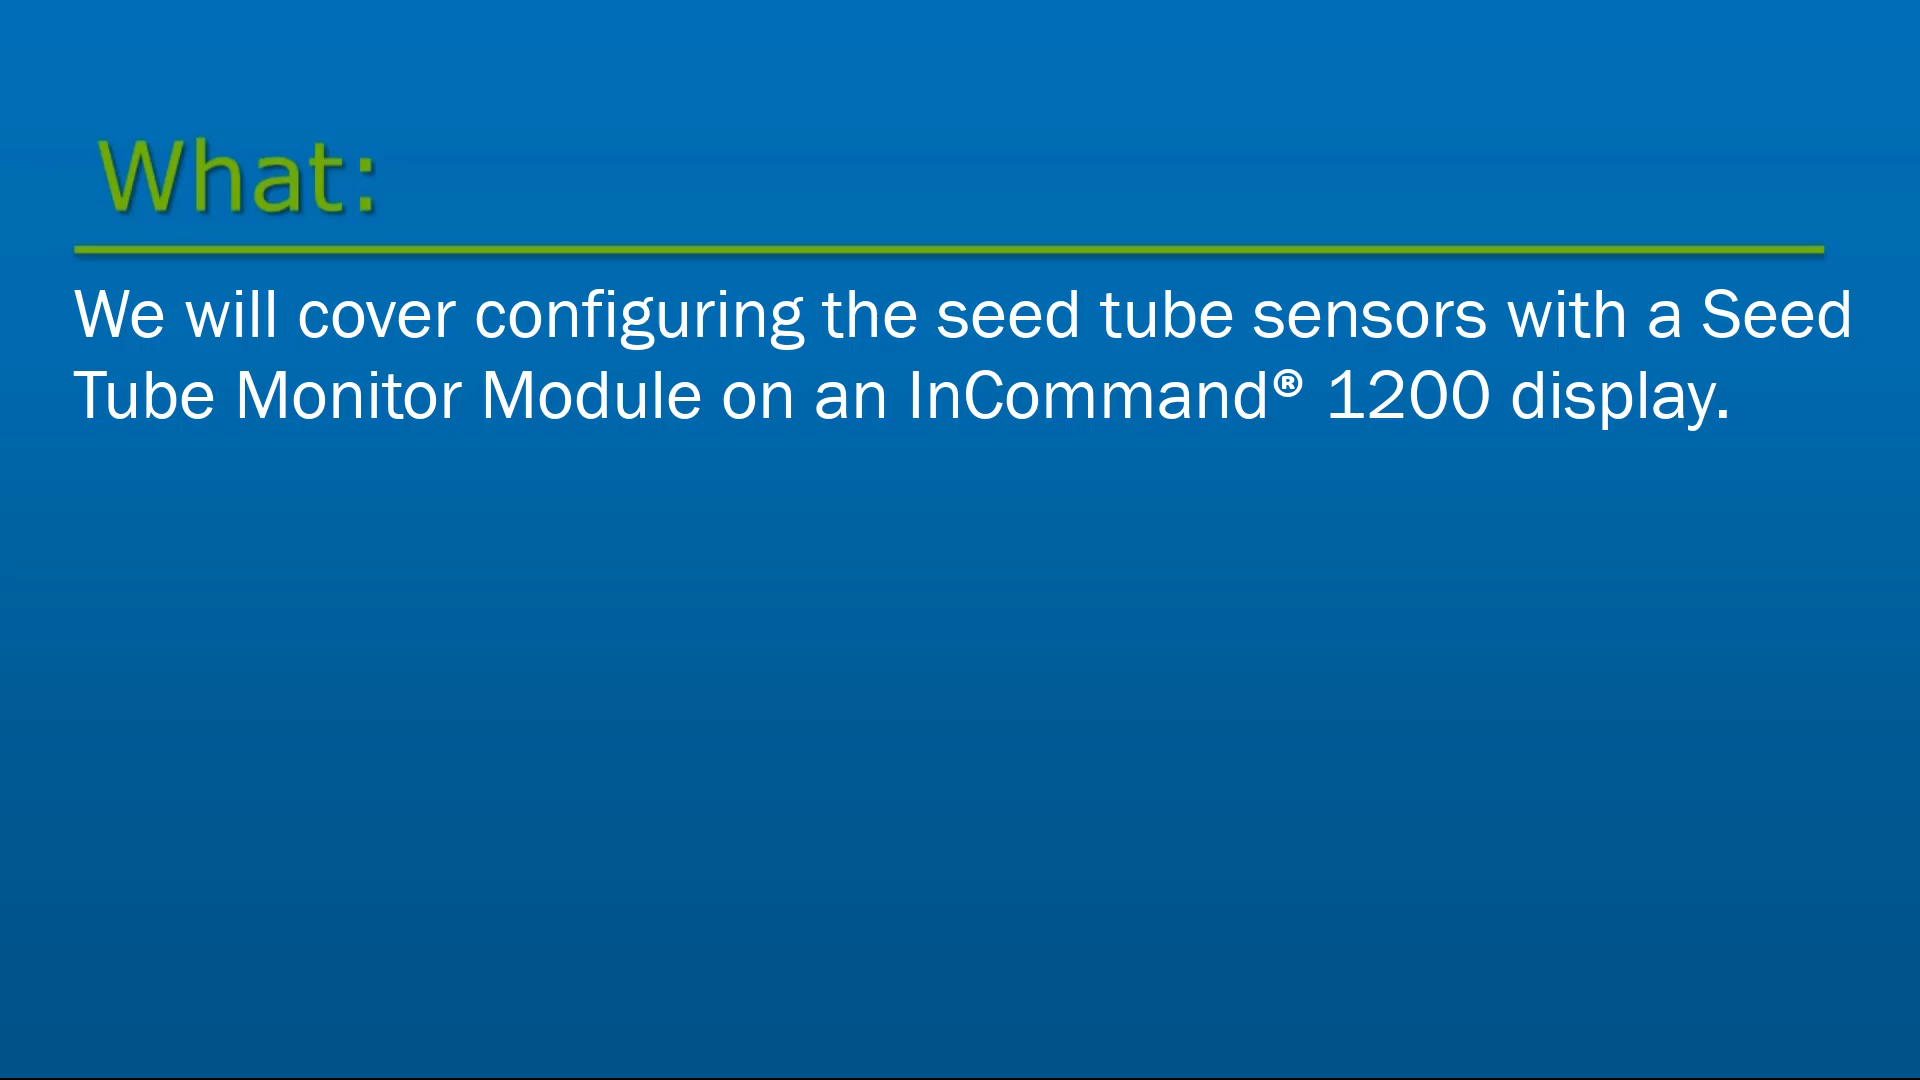 What:
We will cover configuring the seed tube sensors with a Seed
Tube Monitor Module on an InCommand® 1200 display.